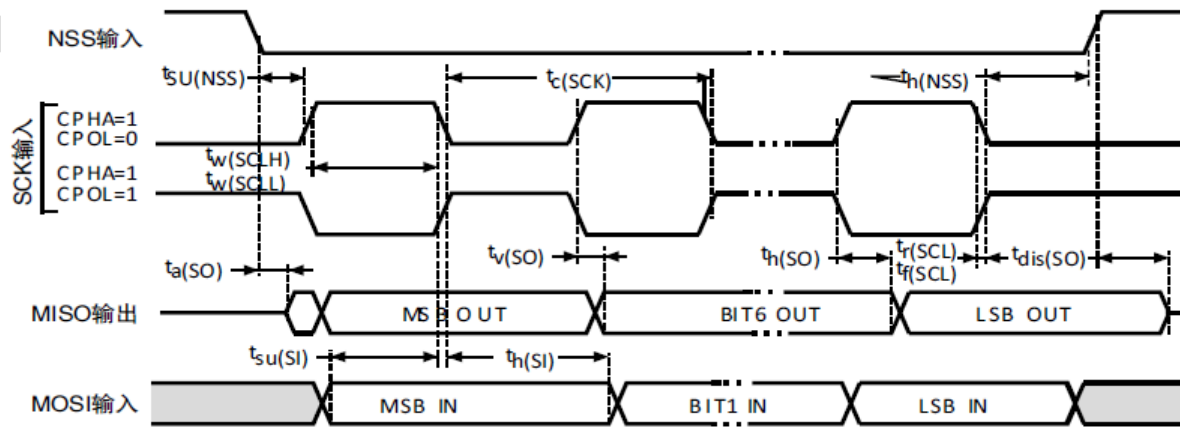 NSS输入
tSU(NSS)
tc(SCK)
th(NSS)
SCK输入
CPHA=1
CPOL=0
tw(SCLH)
CPHA=1
tw(SCLL)
CPOL=1
ta(SO)
tv(SO)
th(SO)
tr(SCL)
tf(SCL)
tdis(SO)
MISO输出
MSB OUT
BIT6 OUT
LSB OUT
tsu(SI)
th(SI)
MOSI输入
MSB IN
BIT1 IN
LSB IN